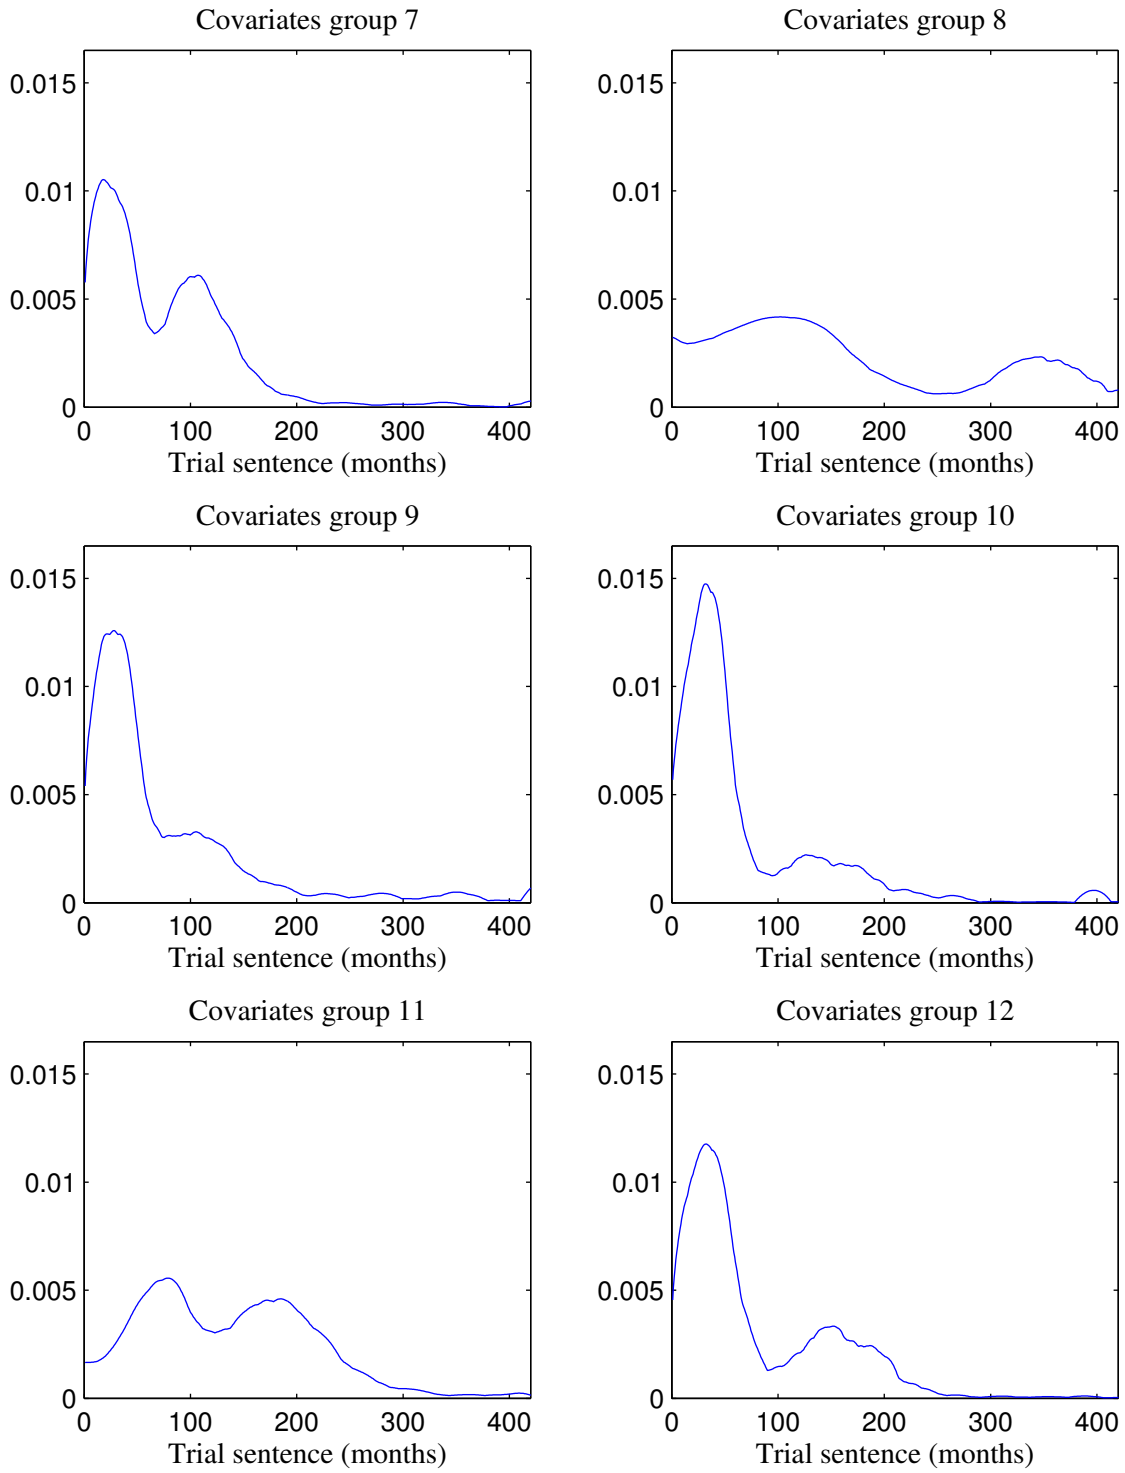 Covariates group 7
Covariates group 8
0.015
0.01
0.005
0
0 100 200 300 400
Trial sentence (months)
0.015
0.01
0.005
0
0 100 200 300 400
Trial sentence (months)
Covariates group 9
Covariates group 10
0.015
0.01
0.005
0
0 100 200 300 400
Trial sentence (months)
0.015
0.01
0.005
0
0 100 200 300 400
Trial sentence (months)
Covariates group 11
Covariates group 12
0.015
0.01
0.005
0
0 100 200 300 400
Trial sentence (months)
0.015
0.01
0.005
0
0 100 200 300 400
Trial sentence (months)